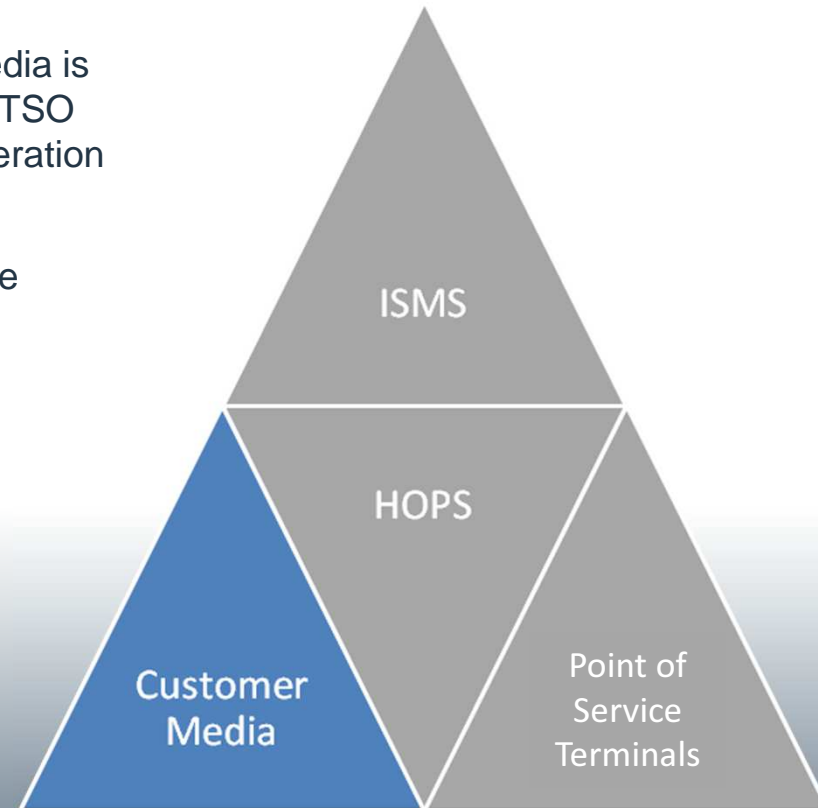 edia is
TSO
eration
e
ISMS
HOPS
Customer
Media
Point of
Service
Terminals